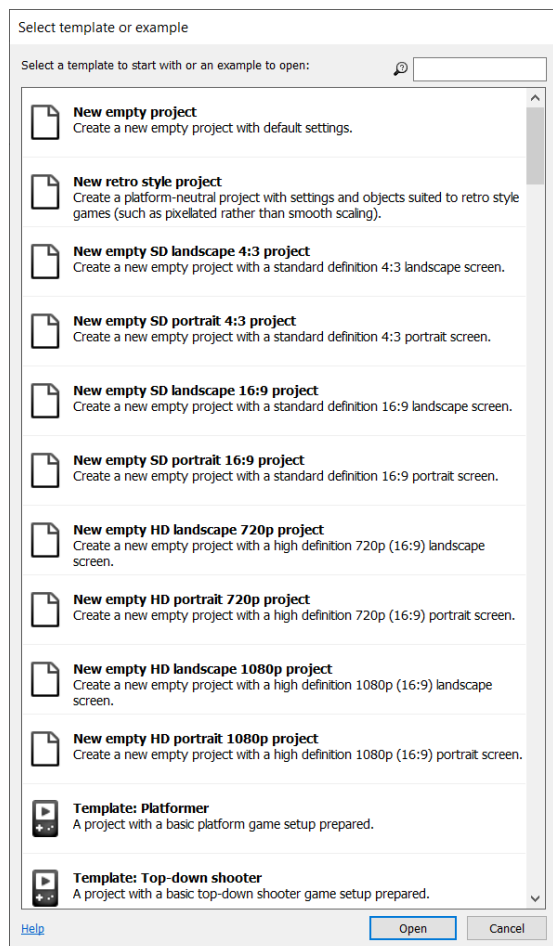 Select template or example
Select a template to start with or an example to open:
New empty project
Create a new empty project with default settings.
New retro style project
Create a platform-neutral project with settings and objects suited to retro style
games (such as pixellated rather than smooth scaling).
New empty SD landscape 4:3 project
Create a new empty project with a standard definition 4:3 landscape screen.
New empty SD portrait 4:3 project
Create a new empty project with a standard definition 4:3 portrait screen.
New empty SD landscape 16:9 project
Create a new empty project with a standard definition 16:9 landscape screen.
New empty SD portrait 16:9 project
Create a new empty project with a standard definition 16:9 portrait screen.
New empty HD landscape 720p project
Create a new empty project with a high definition 720p (16:9) landscape
screen.
New empty HD portrait 720p project
Create a new empty project with a high definition 720p (16:9) portrait screen.
New empty HD landscape 1080p project
Create a new empty project with a high definition 1080p (16:9) landscape
screen.
New empty HD portrait 1080p project
Create a new empty project with a high definition 1080p (16:9) portrait screen.
Template: Platformer
A project with a basic platform game setup prepared.
Template: Top-down shooter
A project with a basic top-down shooter game setup prepared.
Help
Open
Cancel